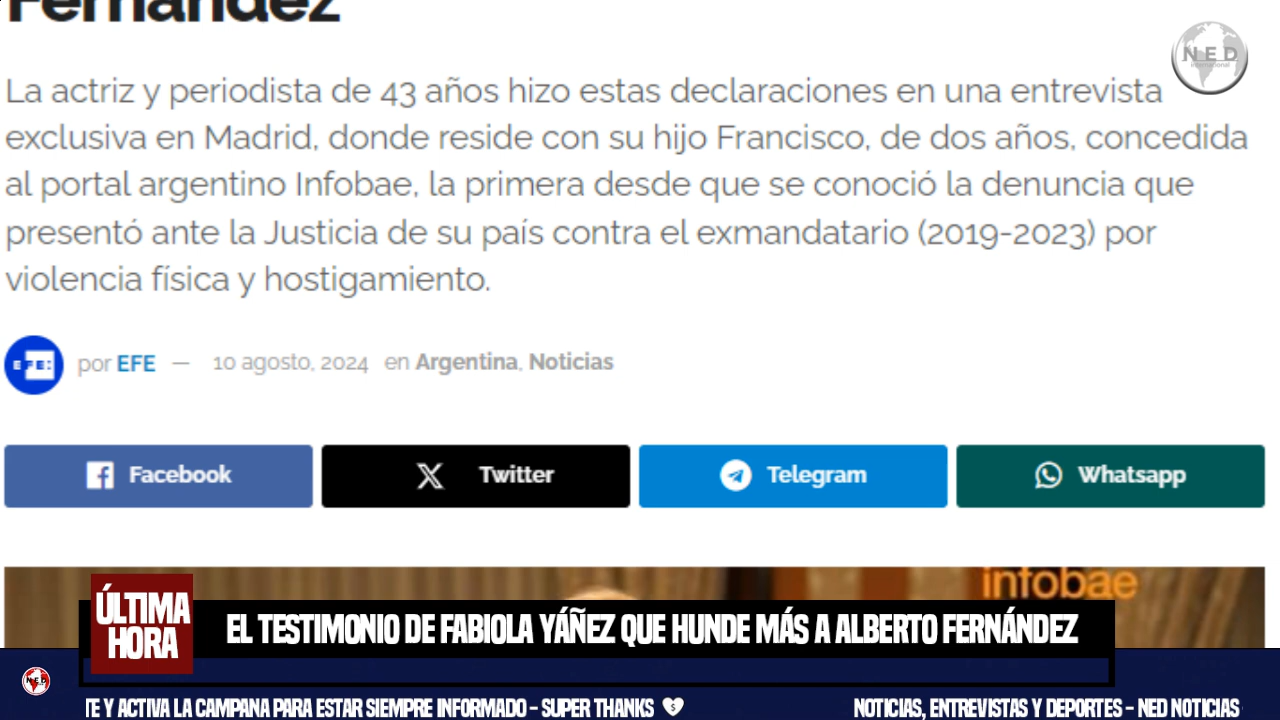 Fernández
NED
international
La actriz y periodista de 43 años hizo estas declaraciones en una entrevista
exclusiva en Madrid, donde reside con su hijo Francisco, de dos años, concedida
al portal argentino Infobae, la primera desde que se conoció la denuncia que
presentó ante la Justicia de su país contra el exmandatario (2019-2023) por
violencia física y hostigamiento.
EFE:
por EFE — 10 agosto, 2024 en Argentina, Noticias
Facebook
Twitter
Telegram
Whatsapp
infobae
ÚLTIMA
HORA
EL TESTIMONIO DE FABIOLA YÁÑEZ QUE HUNDE MÁS A ALBERTO FERNÁNDEZ
NED
TE Y ACTIVA LA CAMPANA PARA ESTAR SIEMPRE INFORMADO - SUPER THANKS
NOTICIAS, ENTREVISTAS Y DEPORTES - NED NOTICIAS